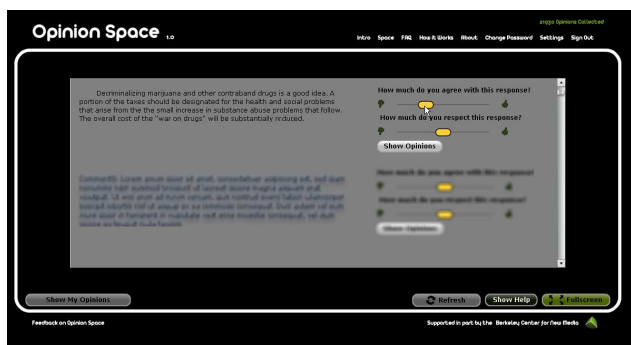 21930 Opinions Collected
Opinion Space 1.0
Intro Space FAQ How It Works About Change Password Settings Sign Out
Decriminalizing marijuana and other contraband drugs is a good idea. A
portion of the taxes should be designated for the health and social problems
that arise from the the small increase in substance abuse problems that follow.
The overall cost of the "war on drugs" will be substantially reduced.
How much do you agree with this response?
How much do you respect this response?
Show Opinions
How much do you agree with this response?
How much do you respect this response?
Show Opinions
Show My Opinions
Refresh
Show Help
Fullscreen
Feedback on Opinion Space
Supported in part by the Berkeley Center for New Media